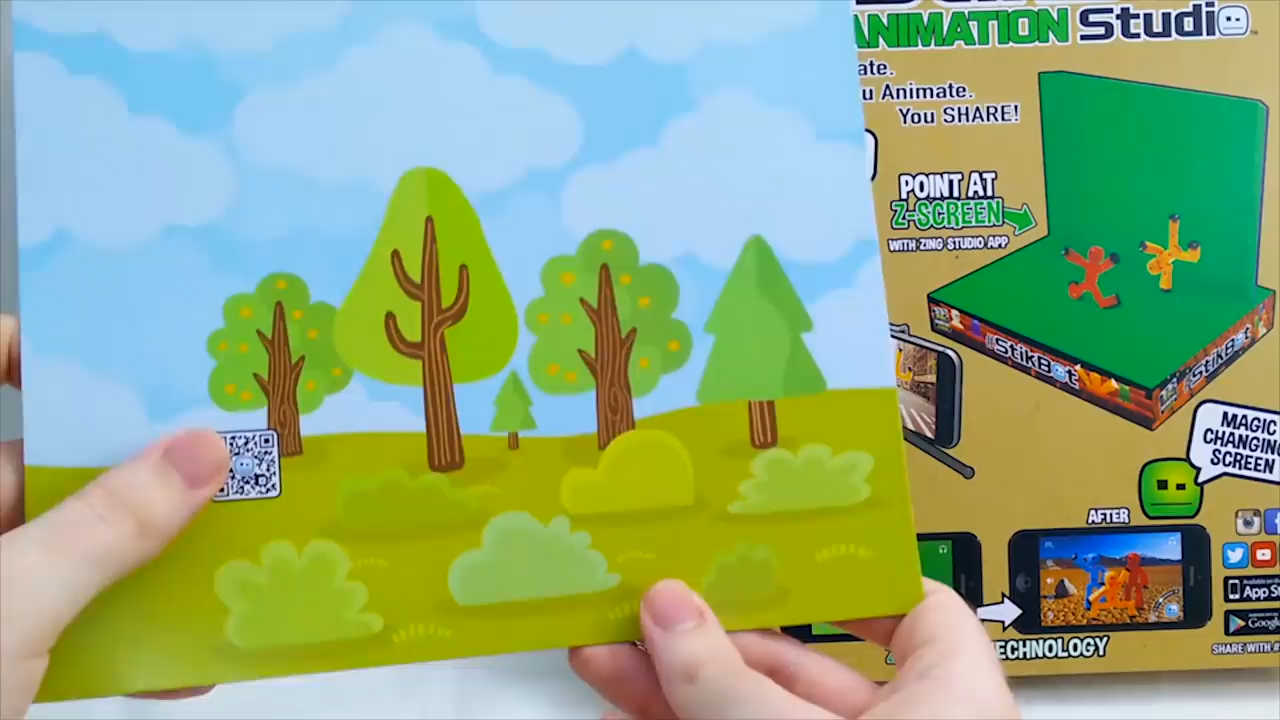 ANIMATION Studio
ate.
u Animate.
You SHARE!
POINT AT
Z-SCREEN
WITH ZING STUDIO APP
#StikBot
StikBot
MAGIC
CHANGING
SCREEN
AFTER
App St
Google
ECHNOLOGY
SHARE WITH #